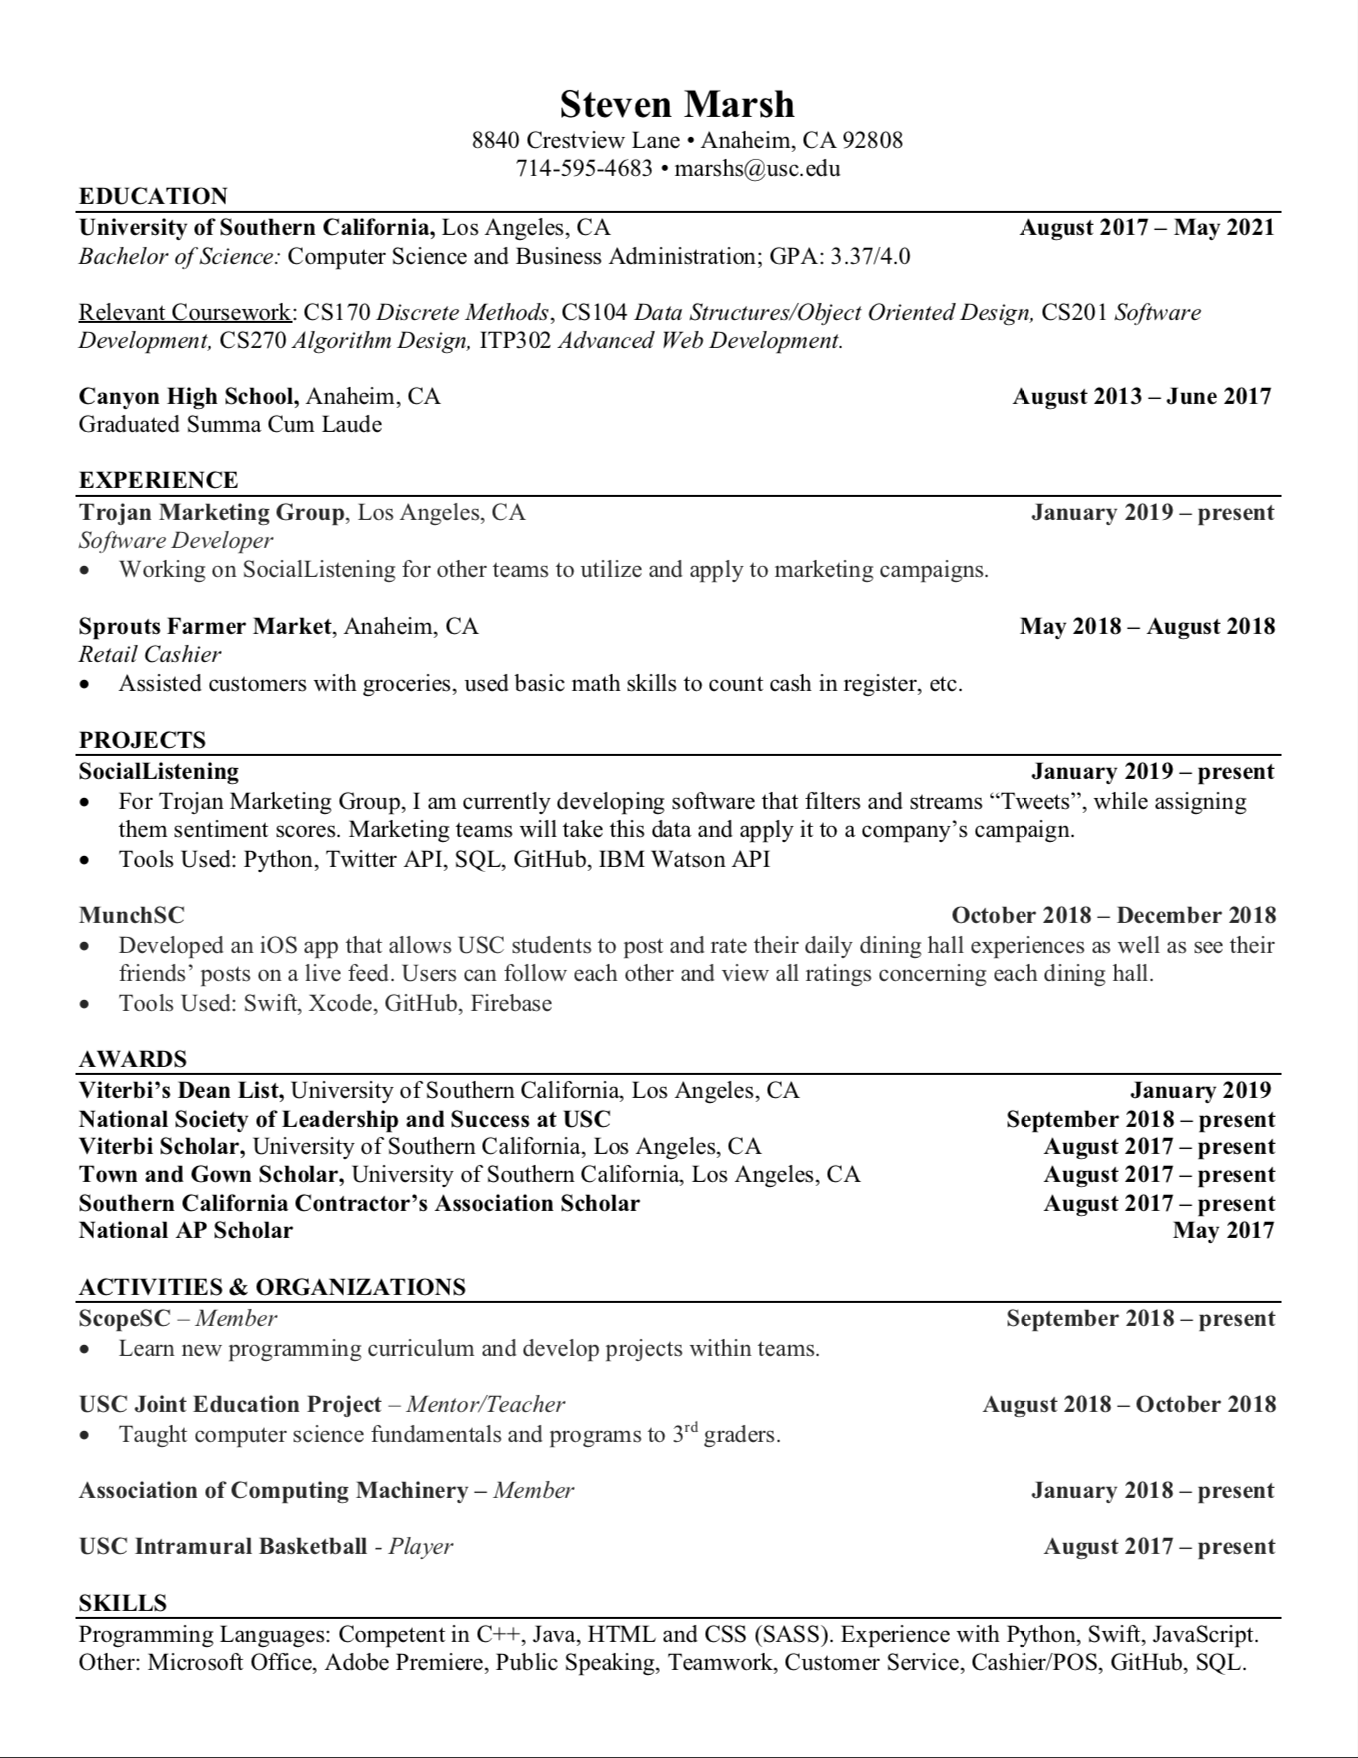 Steven Marsh
8840 Crestview Lane • Anaheim, CA 92808
714-595-4683 • marshs@usc.edu
EDUCATION
University of Southern California, Los Angeles, CA August 2017 – May 2021
Bachelor of Science: Computer Science and Business Administration; GPA: 3.37/4.0
Relevant Coursework: CS170 Discrete Methods, CS104 Data Structures/Object Oriented Design, CS201 Software
Development, CS270 Algorithm Design, ITP302 Advanced Web Development.
Canyon High School, Anaheim, CA August 2013 – June 2017
Graduated Summa Cum Laude
EXPERIENCE
Trojan Marketing Group, Los Angeles, CA January 2019 – present
Software Developer
• Working on SocialListening for other teams to utilize and apply to marketing campaigns.
Sprouts Farmer Market, Anaheim, CA May 2018 – August 2018
Retail Cashier
• Assisted customers with groceries, used basic math skills to count cash in register, etc.
PROJECTS
SocialListening January 2019 – present
• For Trojan Marketing Group, I am currently developing software that filters and streams “Tweets”, while assigning
them sentiment scores. Marketing teams will take this data and apply it to a company’s campaign.
• Tools Used: Python, Twitter API, SQL, GitHub, IBM Watson API
MunchSC October 2018 – December 2018
• Developed an iOS app that allows USC students to post and rate their daily dining hall experiences as well as see their
friends’ posts on a live feed. Users can follow each other and view all ratings concerning each dining hall.
• Tools Used: Swift, Xcode, GitHub, Firebase
AWARDS
Viterbi’s Dean List, University of Southern California, Los Angeles, CA January 2019
National Society of Leadership and Success at USC September 2018 – present
Viterbi Scholar, University of Southern California, Los Angeles, CA August 2017 – present
Town and Gown Scholar, University of Southern California, Los Angeles, CA August 2017 – present
Southern California Contractor’s Association Scholar August 2017 – present
National AP Scholar May 2017
ACTIVITIES & ORGANIZATIONS
ScopeSC – Member September 2018 – present
• Learn new programming curriculum and develop projects within teams.
USC Joint Education Project – Mentor/Teacher August 2018 – October 2018
• Taught computer science fundamentals and programs to 3rd graders.
Association of Computing Machinery – Member January 2018 – present
USC Intramural Basketball - Player August 2017 – present
SKILLS
Programming Languages: Competent in C++, Java, HTML and CSS (SASS). Experience with Python, Swift, JavaScript.
Other: Microsoft Office, Adobe Premiere, Public Speaking, Teamwork, Customer Service, Cashier/POS, GitHub, SQL.